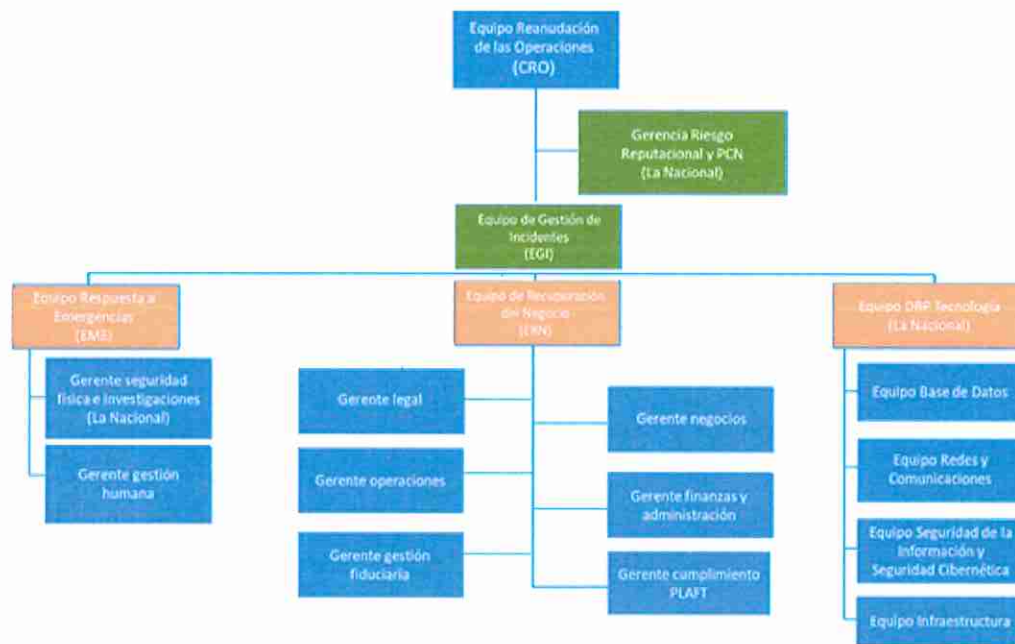 Equipo Reanudación
de las Operaciones
(CRO)
Gerencia Riesgo
Reputacional y PCN
(La Nacional)
Equipo de Gestión de
Incidentes
(EGI)
Equipo Respuesta a
Emergencias
(EME)
Equipo de Recuperación
del Negocio
(ERN)
Equipo DRP Tecnología
(La Nacional)
Gerente seguridad
física e investigaciones
(La Nacional)
Gerente gestión
humana
Gerente legal
Gerente operaciones
Gerente gestión
fiduciaria
Gerente negocios
Gerente finanzas y
administración
Gerente cumplimiento
PLAFT
Equipo Base de Datos
Equipo Redes y
Comunicaciones
Equipo Seguridad de la
Información y
Seguridad Cibernética
Equipo Infraestructura